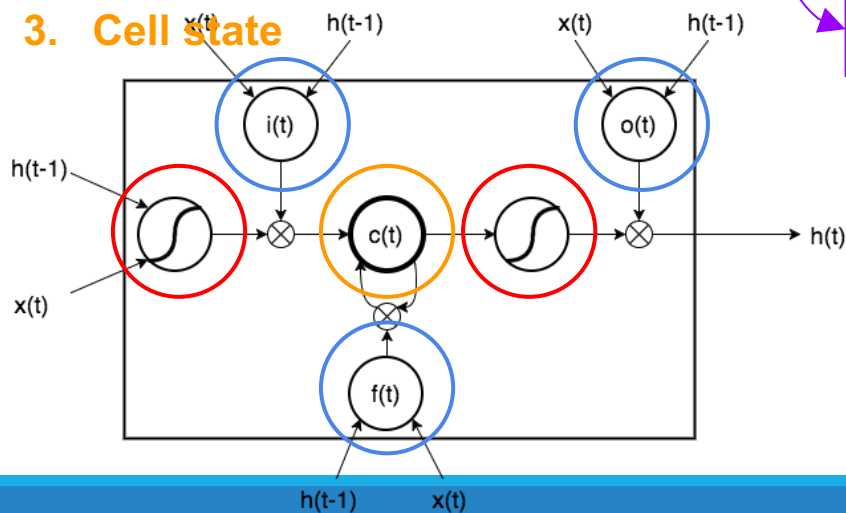 3. Cell state
x(t) h(t-1) x(t) h(t-1)
i(t) o(t)
h(t-1)
c(t) h(t)
x(t)
f(t)
h(t-1) x(t)